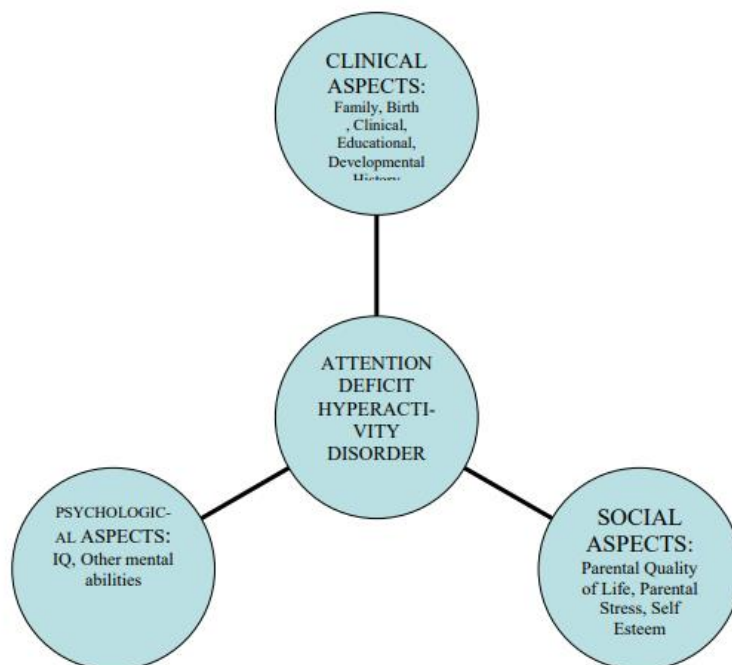 CLINICAL
ASPECTS:
Family, Birth
, Clinical,
Educational,
Developmental
History
ATTENTION
DEFICIT
HYPERACTI-
VITY
DISORDER
PSYCHOLOGIC-
AL ASPECTS:
IQ, Other mental
abilities
SOCIAL
ASPECTS:
Parental Quality
of Life, Parental
Stress, Self
Esteem